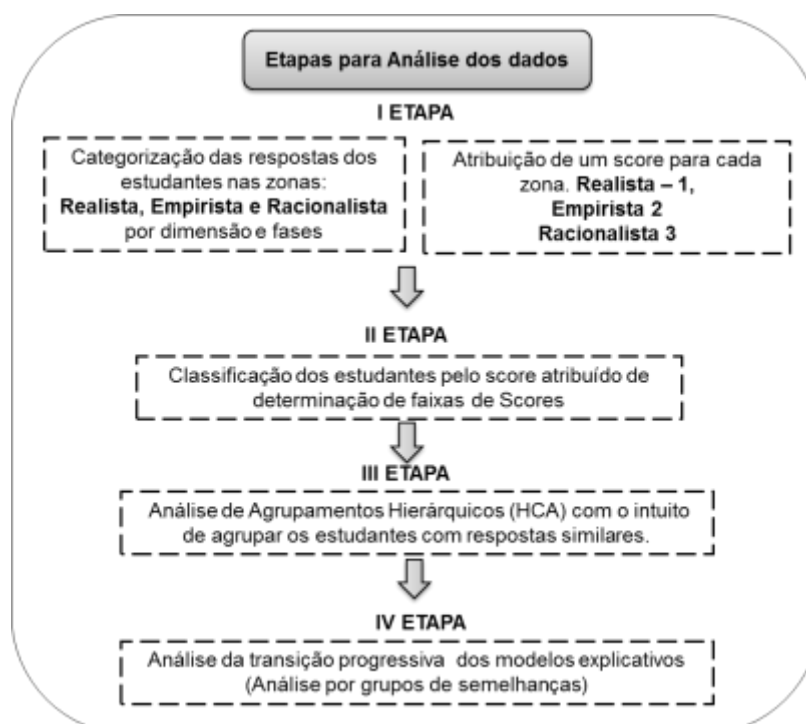 Etapas para Análise dos dados
I ETAPA
Categorização das respostas dos
estudantes nas zonas:
Realista, Empirista e Racionalista
por dimensão e fases
Atribuição de um score para cada
zona. Realista – 1,
Empirista 2
Racionalista 3
II ETAPA
Classificação dos estudantes pelo score atribuído de
determinação de faixas de Scores
III ETAPA
Análise de Agrupamentos Hierárquicos (HCA) com o intuito
de agrupar os estudantes com respostas similares.
IV ETAPA
Análise da transição progressiva dos modelos explicativos
(Análise por grupos de semelhanças)